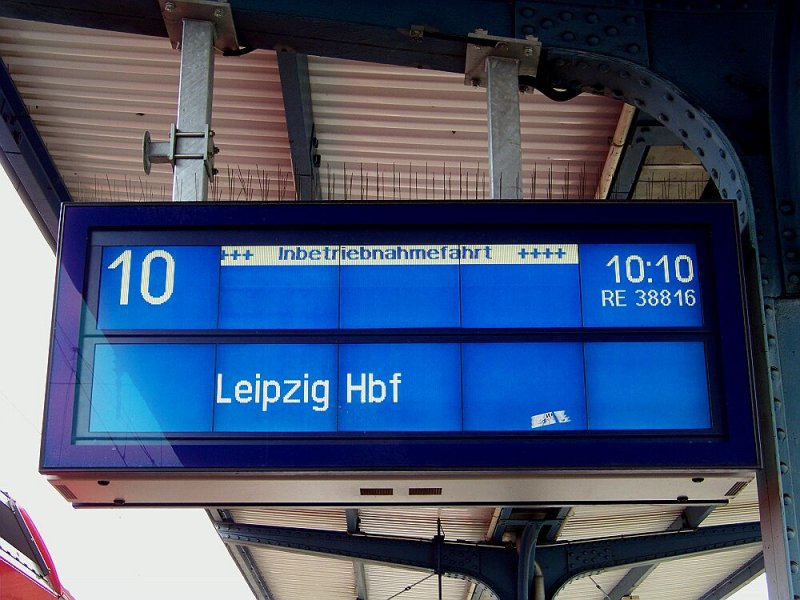 10
+++ Inbetriebnahmefahrt ++++
10:10
RE 38816
Leipzig Hbf